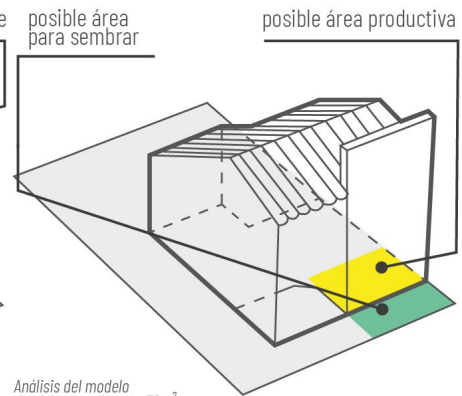 e
posible área
para sembrar
posible área productiva
Análisis del modelo